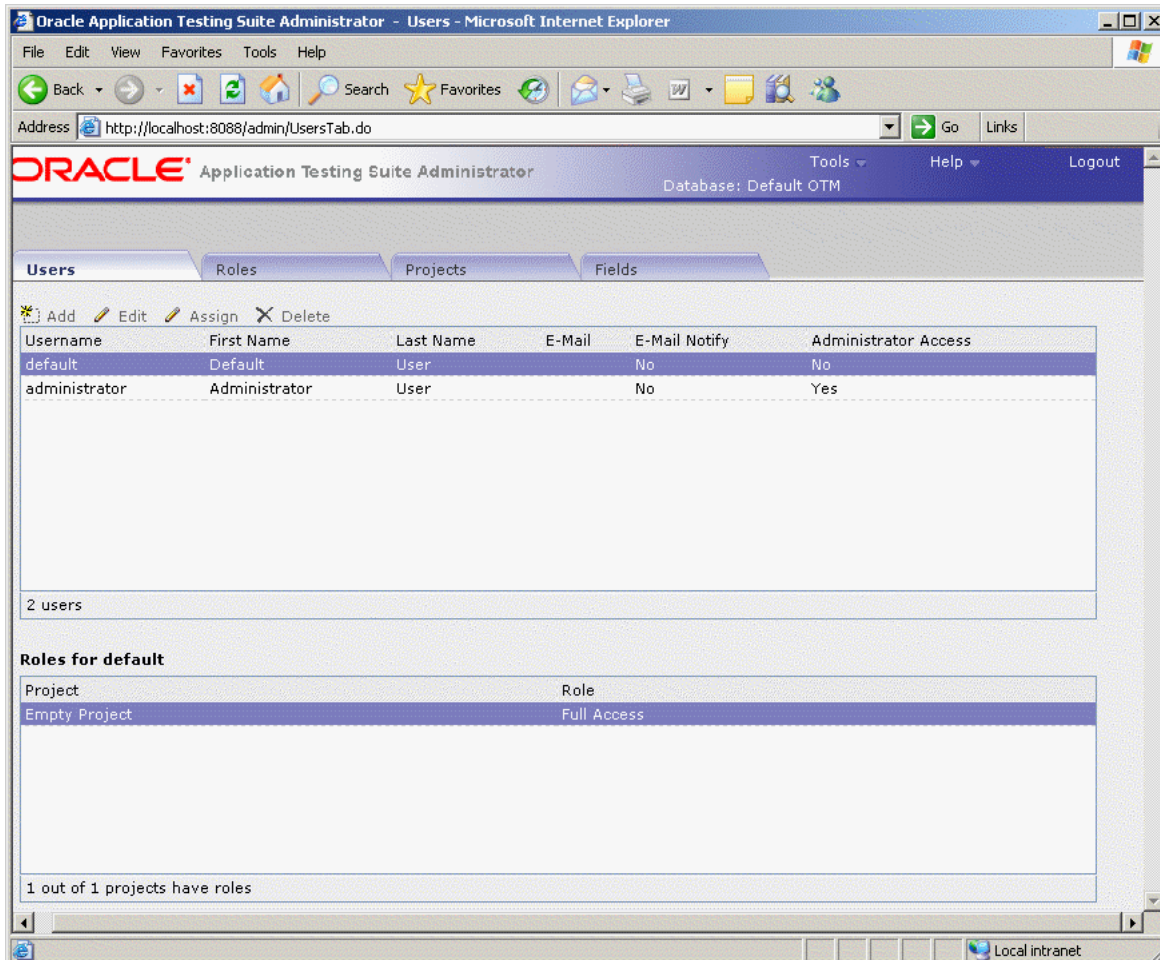 Oracle Application Testing Suite Administrator - Users - Microsoft Internet Explorer
File Edit View Favorites Tools Help
Back Search Favorites
Address http://localhost:8088/admin/UsersTab.do Go Links
ORACLE Application Testing Suite Administrator Tools Help Logout
Database: Default OTM
Users Roles Projects Fields
Add Edit Assign Delete
Username First Name Last Name E-Mail E-Mail Notify Administrator Access
default Default User No No
administrator Administrator User No Yes
2 users
Roles for default
Project Role
Empty Project Full Access
1 out of 1 projects have roles
Local intranet